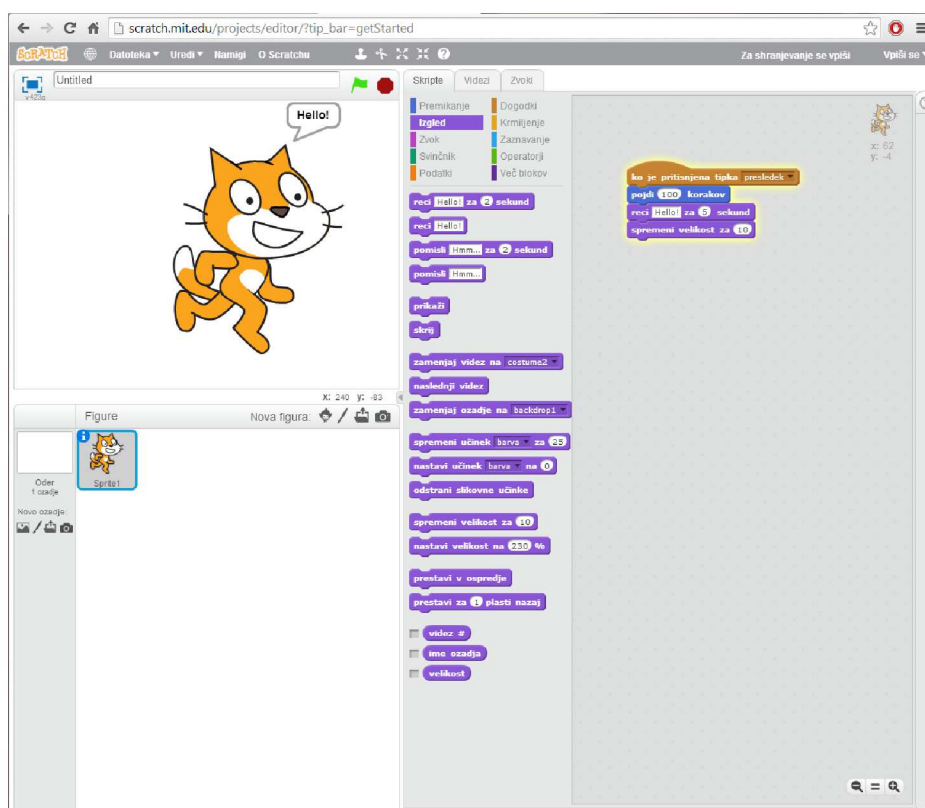 scratch.mit.edu/projects/editor/?tip_bar=getStarted
SCRATCH Datoteka Uredi Namigi O Scratchu Za shranjevanje se vpiši Vpiši se
Untitled
v423a
Hello!
X: 240 y: -83
Figure Nova figura:
Oder
1 ozadje
Novo ozadje:
Sprite1
Skripte Videzi Zvoki
Premikanje Dogodki
Izgled Krmiljenje
Zvok Zaznavanje
Svinčnik Operatorji
Podatki Več blokov
reci Hello! za 2 sekund
reci Hello!
pomisli Hmm... za 2 sekund
pomisli Hmm...
prikaži
skrij
zamenjaj videz na costume2
naslednji videz
zamenjaj ozadje na backdrop1
spremeni učinek barva za 25
nastavi učinek barva na 0
odstrani slikovne učinke
spremeni velikost za 10
nastavi velikost na 230 %
prestavi v ospredje
prestavi za 1 plasti nazaj
videz #
ime ozadja
velikost
x: 62
y: -4
ko je pritisnjena tipka presledek
pojdi 100 korakov
reci Hello! za 5 sekund
spremeni velikost za 10